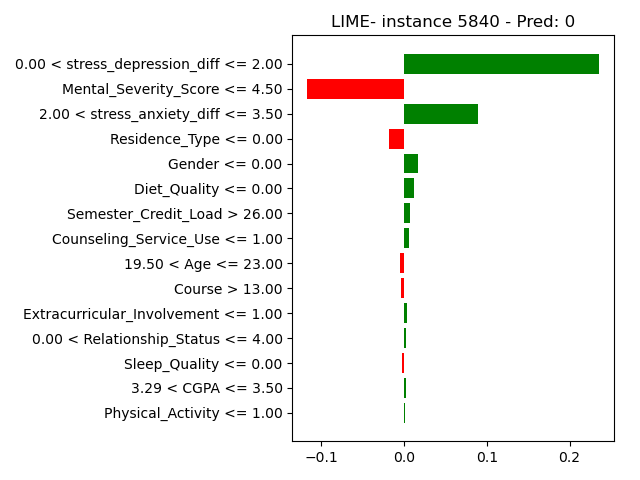 LIME- instance 5840 - Pred: 0
0.00 < stress_depression_diff <= 2.00
Mental_Severity_Score <= 4.50
2.00 < stress_anxiety_diff <= 3.50
Residence_Type <= 0.00
Gender <= 0.00
Diet_Quality <= 0.00
Semester_Credit_Load > 26.00
Counseling_Service_Use <= 1.00
19.50 < Age <= 23.00
Course > 13.00
Extracurricular_Involvement <= 1.00
0.00 < Relationship_Status <= 4.00
Sleep_Quality <= 0.00
3.29 < CGPA <= 3.50
Physical_Activity <= 1.00
−0.1 0.0 0.1 0.2